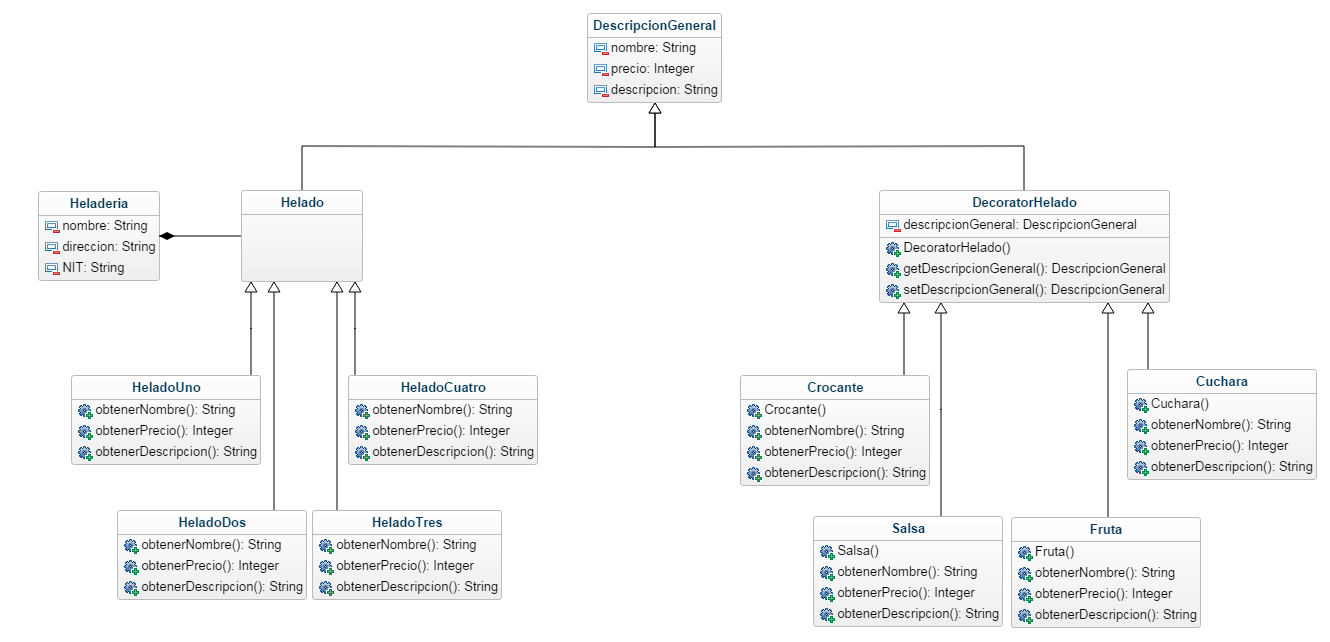 DescripcionGeneral
nombre: String
precio: Integer
descripcion: String
Heladeria
nombre: String
direccion: String
NIT: String
Helado
DecoratorHelado
descripcionGeneral: DescripcionGeneral
DecoratorHelado()
getDescripcionGeneral(): DescripcionGeneral
setDescripcionGeneral(): DescripcionGeneral
HeladoUno
obtenerNombre(): String
obtenerPrecio(): Integer
obtenerDescripcion(): String
HeladoCuatro
obtenerNombre(): String
obtenerPrecio(): Integer
obtenerDescripcion(): String
Crocante
Crocante()
obtenerNombre(): String
obtenerPrecio(): Integer
obtenerDescripcion(): String
Cuchara
Cuchara()
obtenerNombre(): String
obtenerPrecio(): Integer
obtenerDescripcion(): String
HeladoDos
obtenerNombre(): String
obtenerPrecio(): Integer
obtenerDescripcion(): String
HeladoTres
obtenerNombre(): String
obtenerPrecio(): Integer
obtenerDescripcion(): String
Salsa
Salsa()
obtenerNombre(): String
obtenerPrecio(): Integer
obtenerDescripcion(): String
Fruta
Fruta()
obtenerNombre(): String
obtenerPrecio(): Integer
obtenerDescripcion(): String